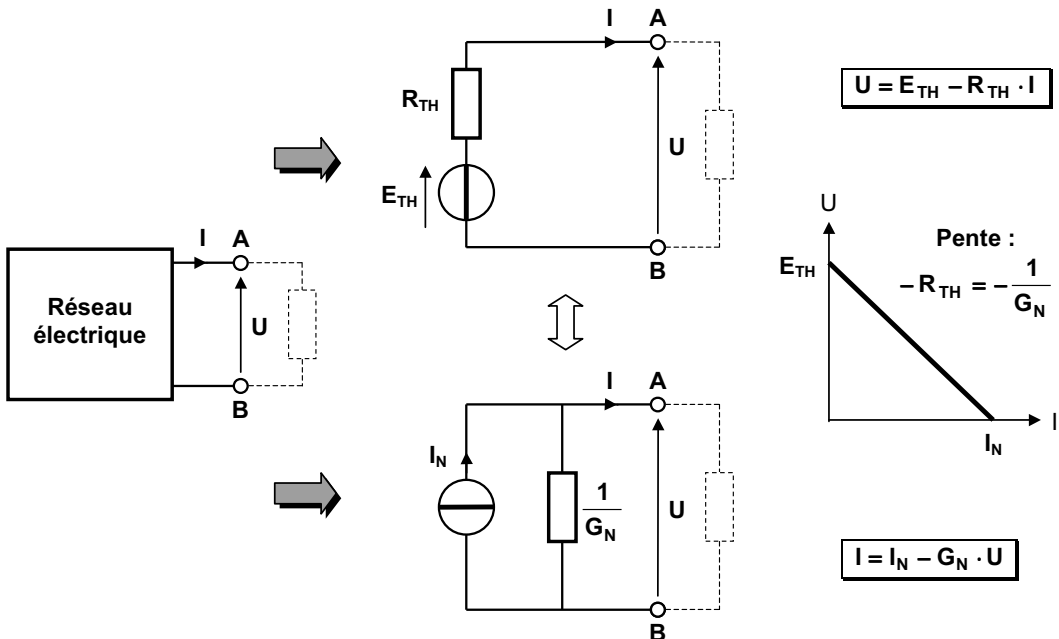 I A
R_TH
E_TH
U
B
U = E_TH – R_TH · I
Réseau
électrique
I A
U
B
U
E_TH
Pente :
– R_TH = – 1/G_N
I_N
I
I A
I_N
1/G_N
U
B
I = I_N – G_N · U